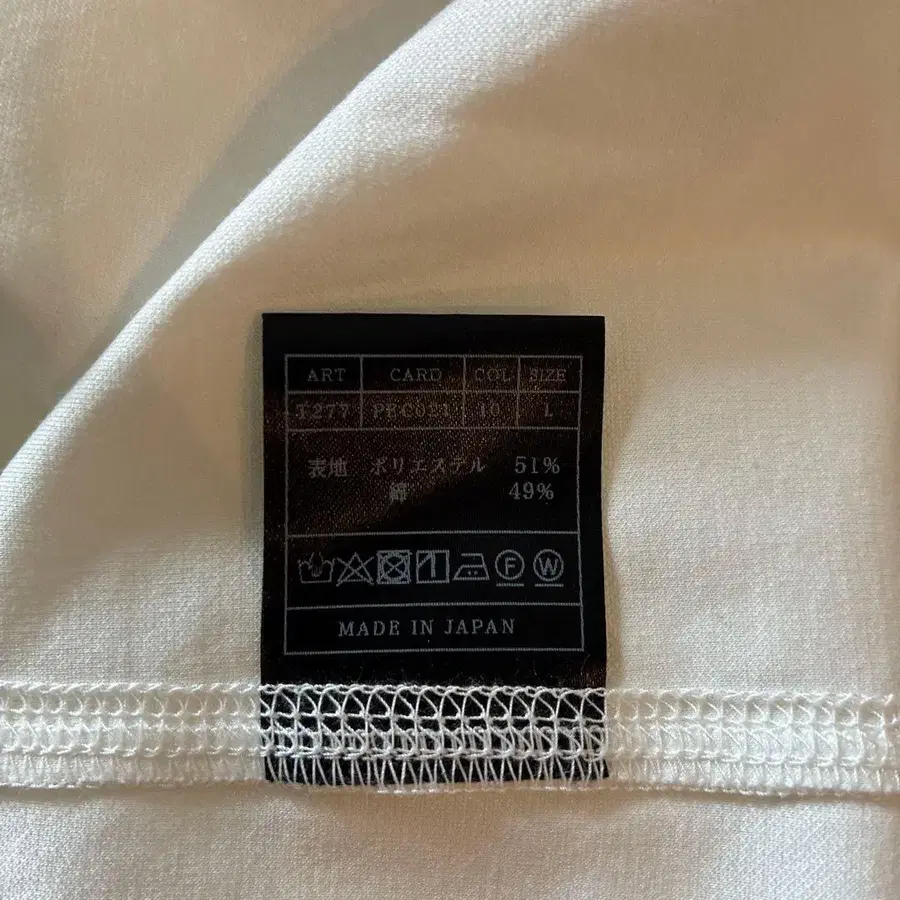 ART CARD COL SIZE
T277 PEC021 10 L
表地 ポリエステル 51%
綿 49%
F W
MADE IN JAPAN